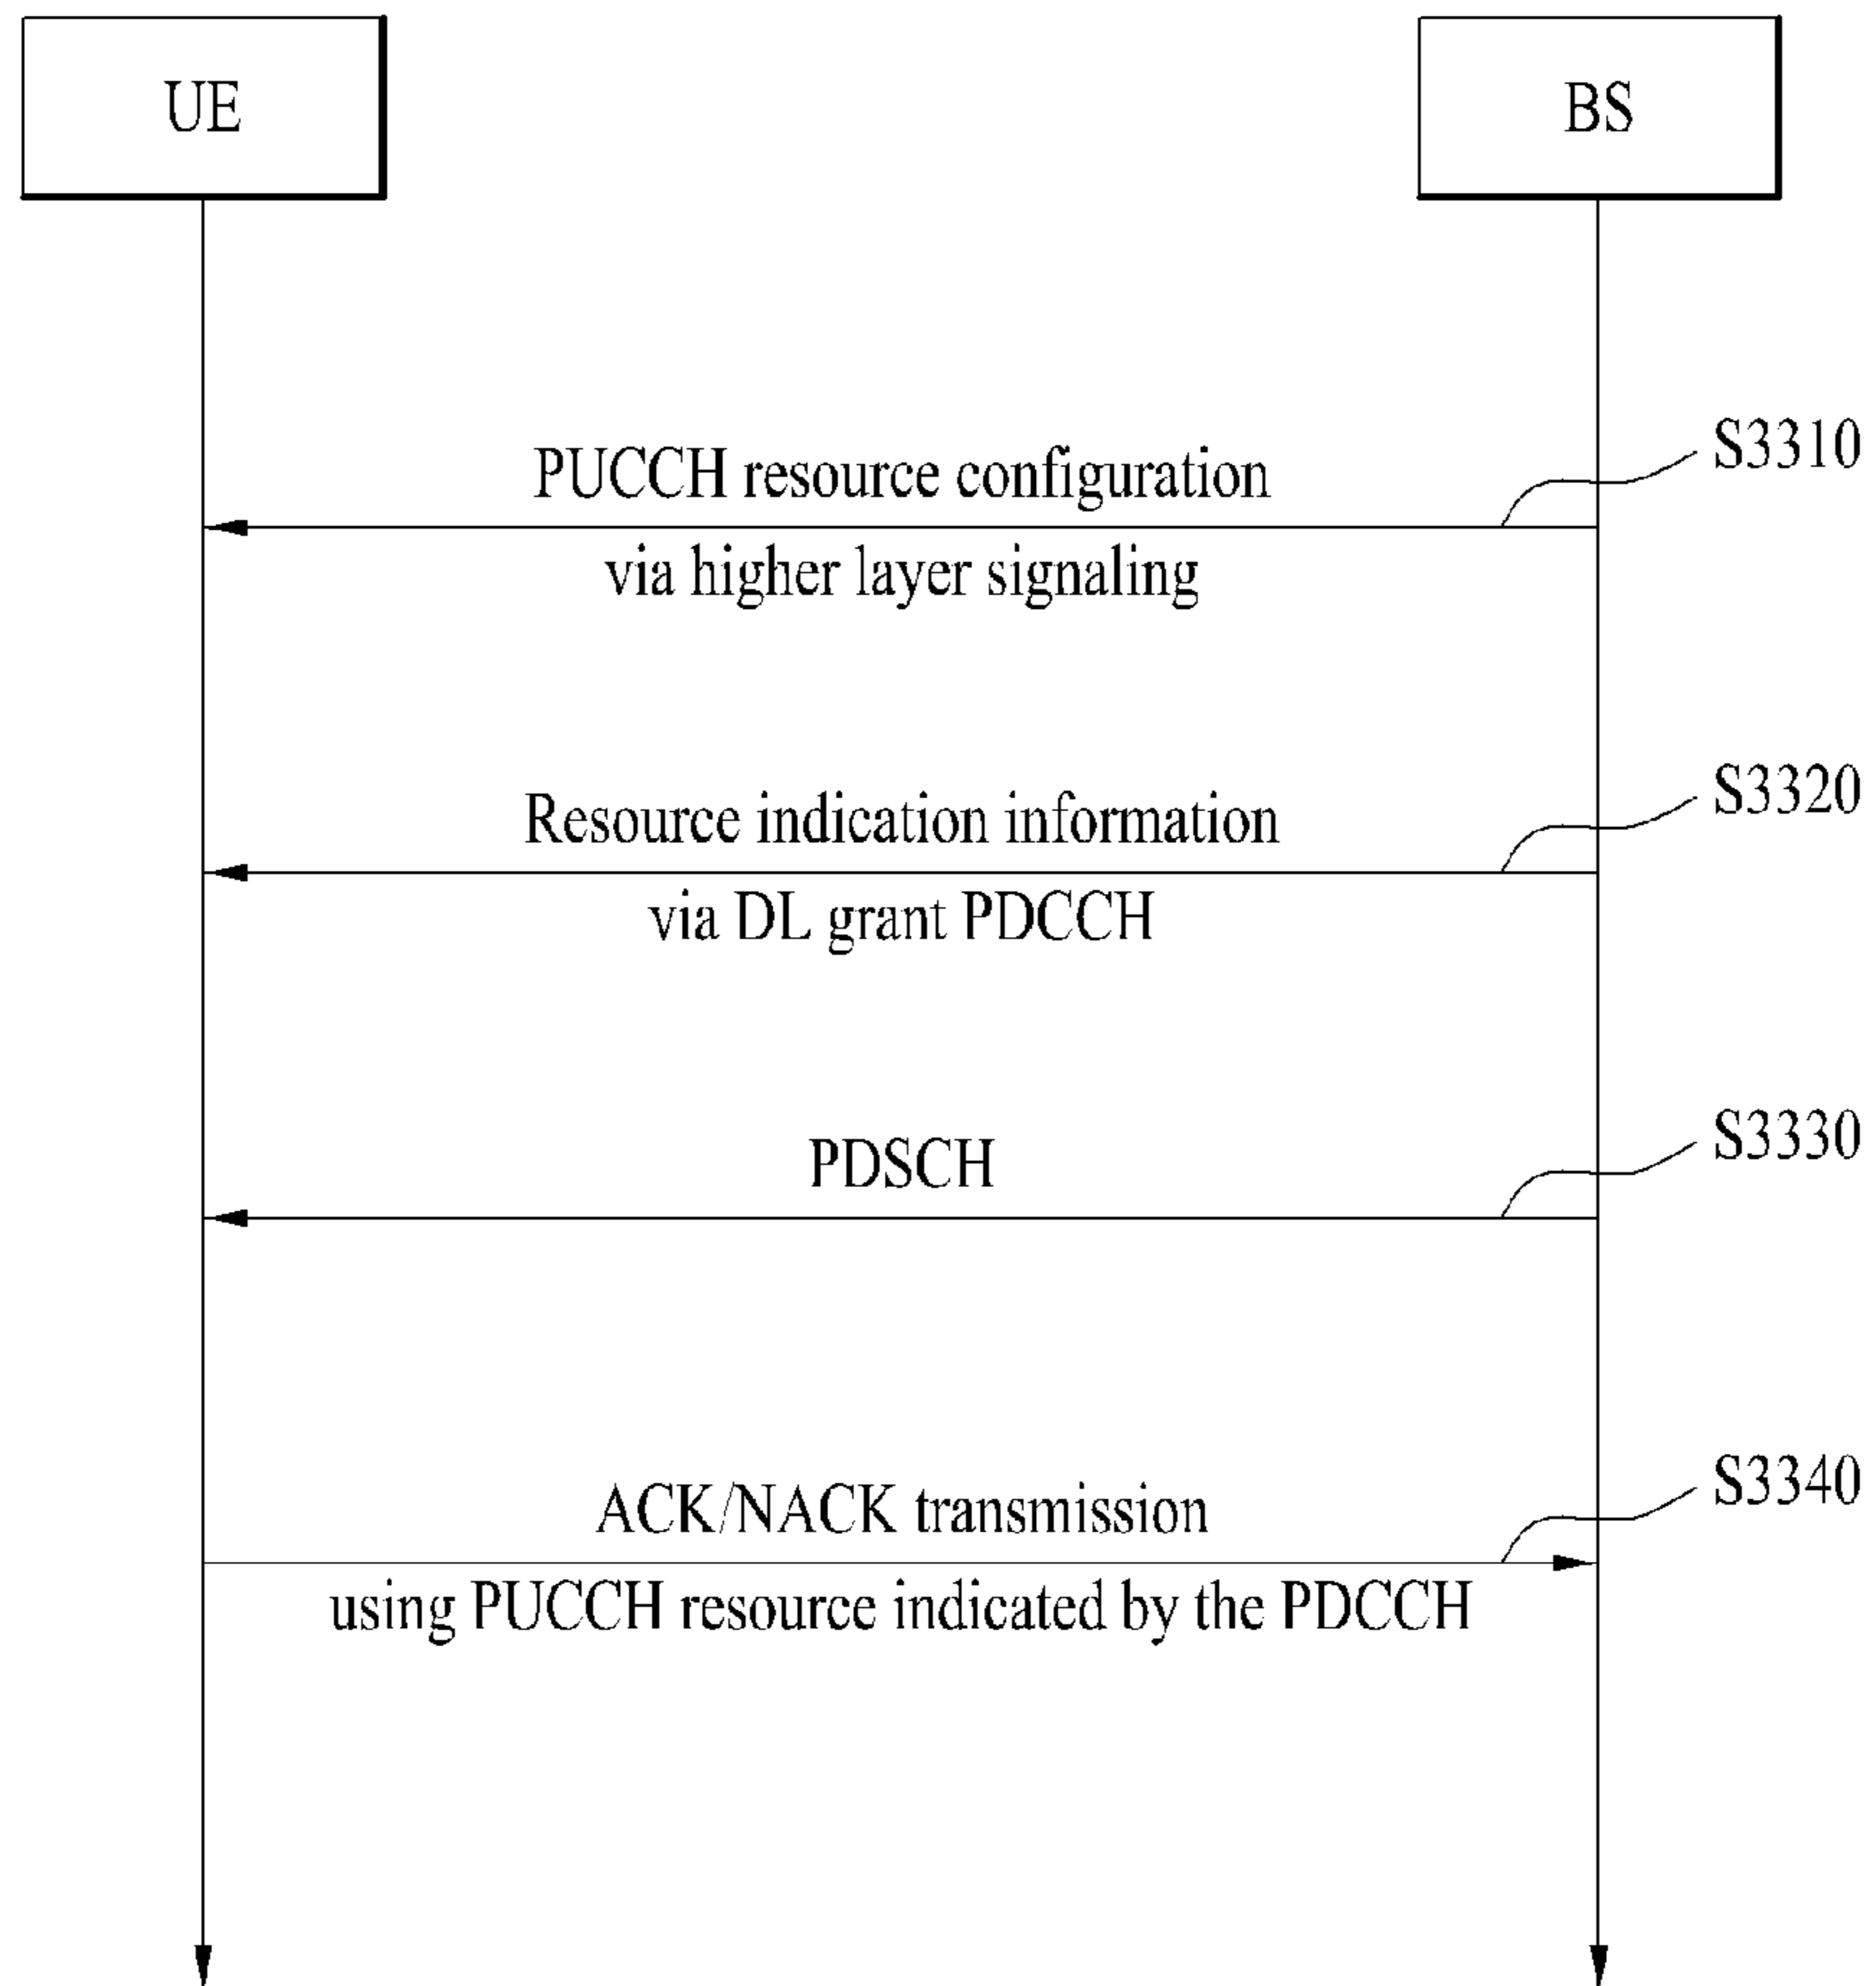 UE
BS
S3310
PUCCH resource configuration
via higher layer signaling
S3320
Resource indication information
via DL grant PDCCH
S3330
PDSCH
S3340
ACK/NACK transmission
using PUCCH resource indicated by the PDCCH